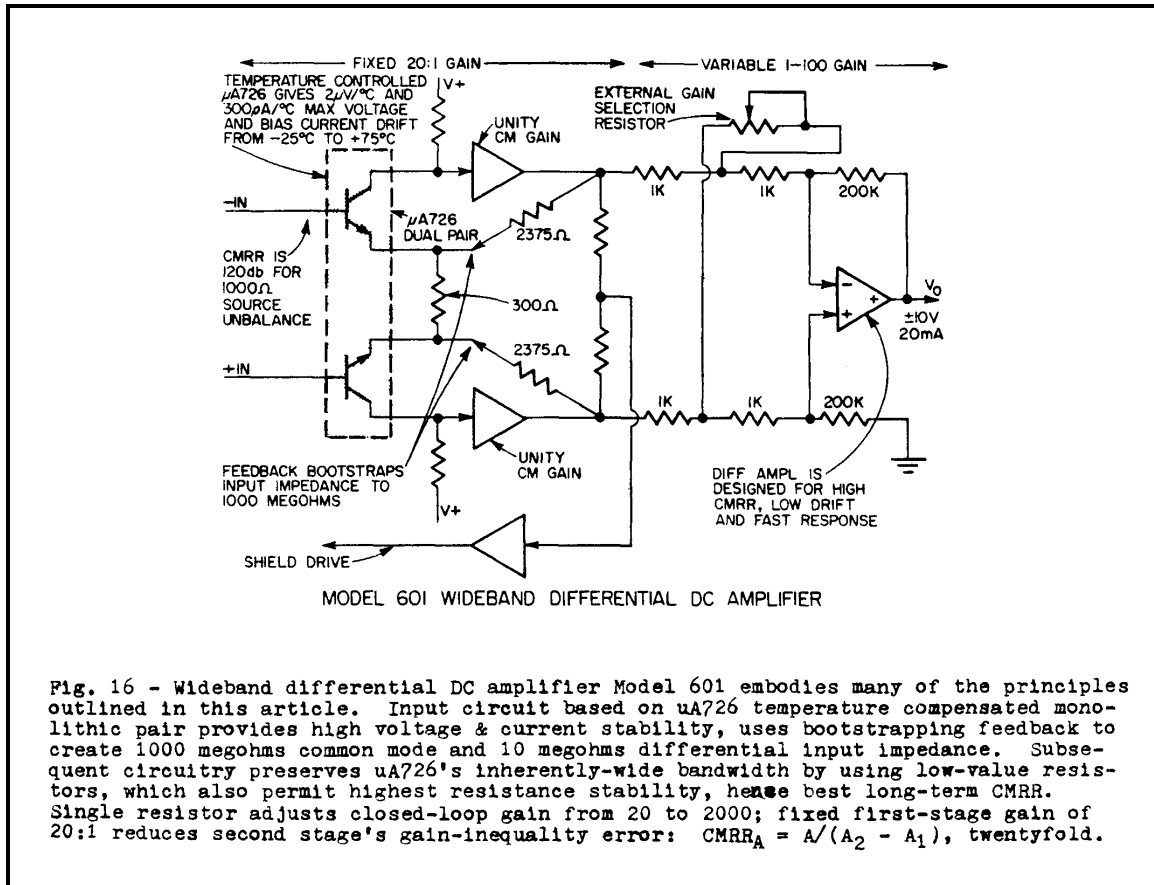 FIXED 20:1 GAIN
VARIABLE 1-100 GAIN
TEMPERATURE CONTROLLED
μA726 GIVES 2μV/°C AND
300pA/°C MAX VOLTAGE
AND BIAS CURRENT DRIFT
FROM -25°C TO +75°C
V+
UNITY
CM GAIN
EXTERNAL GAIN
SELECTION
RESISTOR
1K
1K
200K
-IN
μA726
DUAL PAIR
2375Ω
CMRR IS
120db FOR
1000Ω
SOURCE
UNBALANCE
300Ω
-
+
+
V₀
±10V
20mA
2375Ω
+IN
1K
1K
200K
UNITY
CM GAIN
FEEDBACK BOOTSTRAPS
INPUT IMPEDANCE TO
1000 MEGOHMS
V+
DIFF AMPL IS
DESIGNED FOR HIGH
CMRR, LOW DRIFT
AND FAST RESPONSE
SHIELD DRIVE
MODEL 601 WIDEBAND DIFFERENTIAL DC AMPLIFIER
Fig. 16 - Wideband differential DC amplifier Model 601 embodies many of the principles
outlined in this article. Input circuit based on uA726 temperature compensated mono-
lithic pair provides high voltage & current stability, uses bootstrapping feedback to
create 1000 megohms common mode and 10 megohms differential input impedance. Subse-
quent circuitry preserves uA726's inherently-wide bandwidth by using low-value resis-
tors, which also permit highest resistance stability, hence best long-term CMRR.
Single resistor adjusts closed-loop gain from 20 to 2000; fixed first-stage gain of
20:1 reduces second stage's gain-inequality error: CMRR_A = A/(A₂ - A₁), twentyfold.